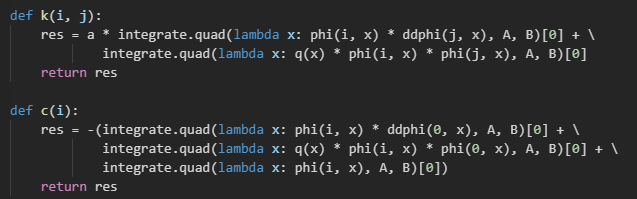 def k(i, j):
    res = a * integrate.quad(lambda x: phi(i, x) * ddphi(j, x), A, B)[0] + \
            integrate.quad(lambda x: q(x) * phi(i, x) * phi(j, x), A, B)[0]
    return res

def c(i):
    res = -(integrate.quad(lambda x: phi(i, x) * ddphi(0, x), A, B)[0] + \
            integrate.quad(lambda x: q(x) * phi(i, x) * phi(0, x), A, B)[0] + \
            integrate.quad(lambda x: phi(i, x), A, B)[0])
    return res